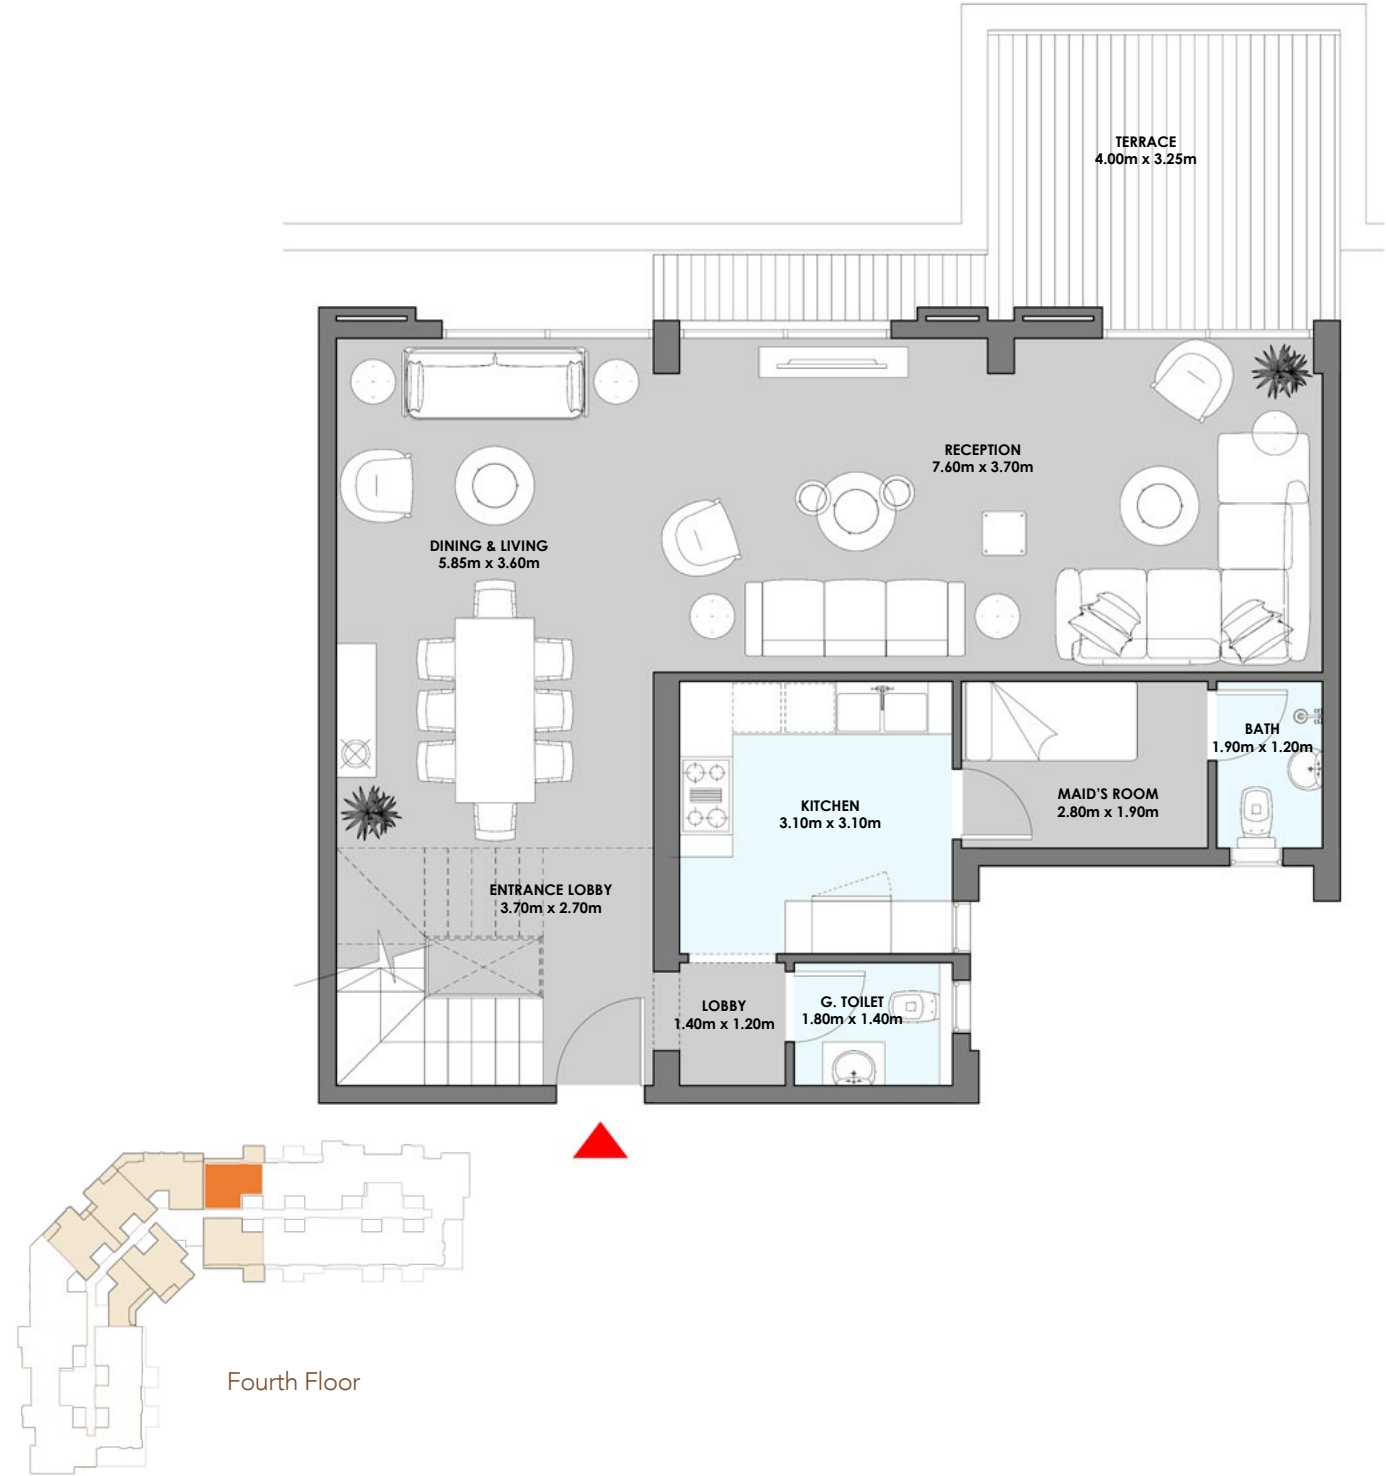 TERRACE
4.00m x 3.25m
RECEPTION
7.60m x 3.70m
DINING & LIVING
5.85m x 3.60m
BATH
1.90m x 1.20m
MAID'S ROOM
2.80m x 1.90m
KITCHEN
3.10m x 3.10m
ENTRANCE LOBBY
3.70m x 2.70m
LOBBY
1.40m x 1.20m
G. TOILET
1.80m x 1.40m
Fourth Floor